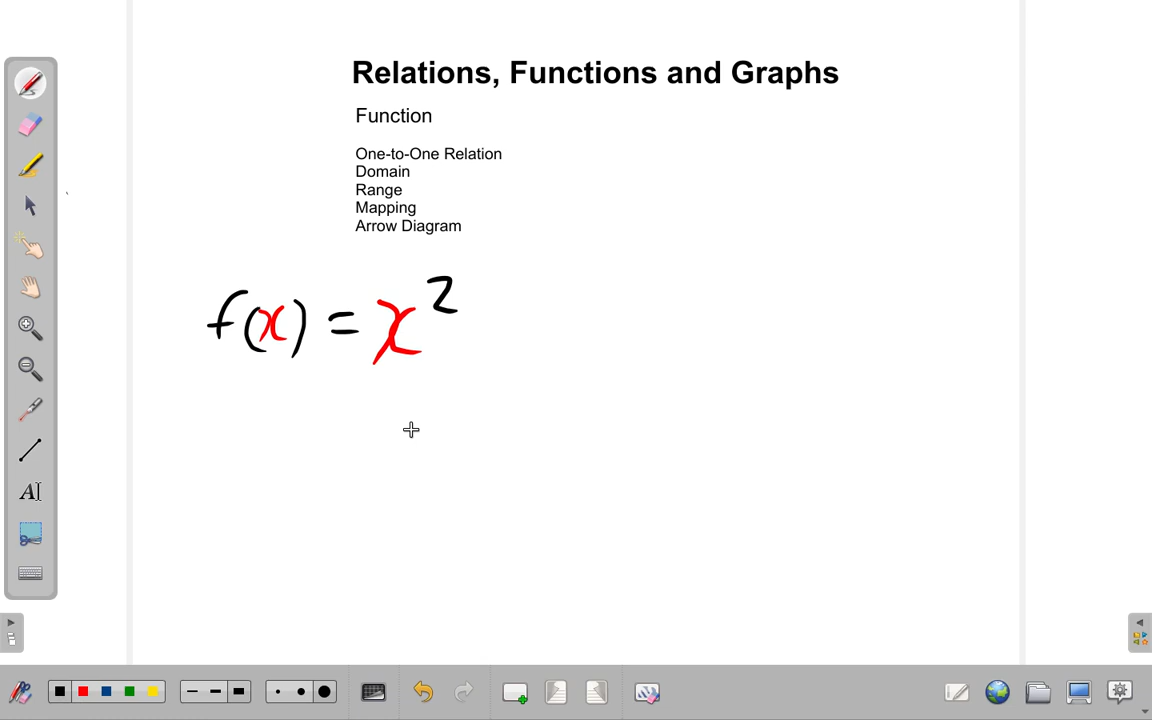 Relations, Functions and Graphs
Function
One-to-One Relation
Domain
Range
Mapping
Arrow Diagram
f(x) = x²